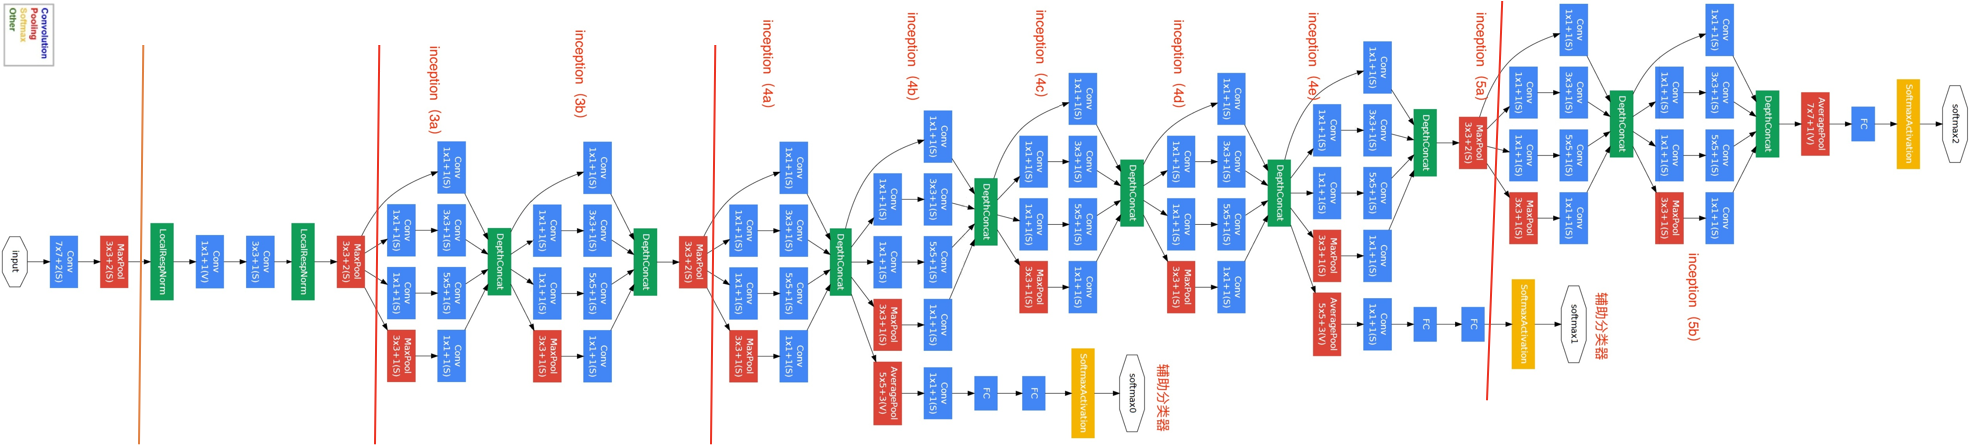 Convolution
Pooling
Softmax
Other
input
Conv
7x7+2(S)
MaxPool
3x3+2(S)
LocalRespNorm
Conv
1x1+1(V)
Conv
3x3+1(S)
LocalRespNorm
MaxPool
3x3+2(S)
inception（3a）
Conv
1x1+1(S)
Conv
1x1+1(S)
MaxPool
3x3+1(S)
Conv
1x1+1(S)
Conv
3x3+1(S)
Conv
5x5+1(S)
Conv
1x1+1(S)
DepthConcat
inception（3b）
Conv
1x1+1(S)
Conv
1x1+1(S)
MaxPool
3x3+1(S)
Conv
1x1+1(S)
Conv
3x3+1(S)
Conv
5x5+1(S)
Conv
1x1+1(S)
DepthConcat
MaxPool
3x3+2(S)
inception（4a）
Conv
1x1+1(S)
Conv
1x1+1(S)
MaxPool
3x3+1(S)
Conv
1x1+1(S)
Conv
3x3+1(S)
Conv
5x5+1(S)
Conv
1x1+1(S)
DepthConcat
inception（4b）
Conv
1x1+1(S)
Conv
1x1+1(S)
MaxPool
3x3+1(S)
AveragePool
5x5+3(V)
Conv
1x1+1(S)
Conv
3x3+1(S)
Conv
5x5+1(S)
Conv
1x1+1(S)
Conv
1x1+1(S)
DepthConcat
FC
inception（4c）
Conv
1x1+1(S)
Conv
1x1+1(S)
MaxPool
3x3+1(S)
FC
Conv
1x1+1(S)
Conv
3x3+1(S)
Conv
5x5+1(S)
Conv
1x1+1(S)
SoftmaxActivation
DepthConcat
softmax0
辅助分类器
inception（4d）
Conv
1x1+1(S)
Conv
1x1+1(S)
MaxPool
3x3+1(S)
Conv
1x1+1(S)
Conv
3x3+1(S)
Conv
5x5+1(S)
Conv
1x1+1(S)
DepthConcat
inception（4e）
Conv
1x1+1(S)
Conv
1x1+1(S)
MaxPool
3x3+1(S)
AveragePool
5x5+3(V)
Conv
1x1+1(S)
Conv
3x3+1(S)
Conv
5x5+1(S)
Conv
1x1+1(S)
Conv
1x1+1(S)
DepthConcat
FC
MaxPool
3x3+2(S)
FC
inception（5a）
Conv
1x1+1(S)
Conv
1x1+1(S)
MaxPool
3x3+1(S)
SoftmaxActivation
Conv
1x1+1(S)
Conv
3x3+1(S)
Conv
5x5+1(S)
Conv
1x1+1(S)
softmax1
辅助分类器
DepthConcat
Conv
1x1+1(S)
Conv
1x1+1(S)
MaxPool
3x3+1(S)
inception（5b）
Conv
1x1+1(S)
Conv
3x3+1(S)
Conv
5x5+1(S)
Conv
1x1+1(S)
DepthConcat
AveragePool
7x7+1(V)
FC
SoftmaxActivation
softmax2